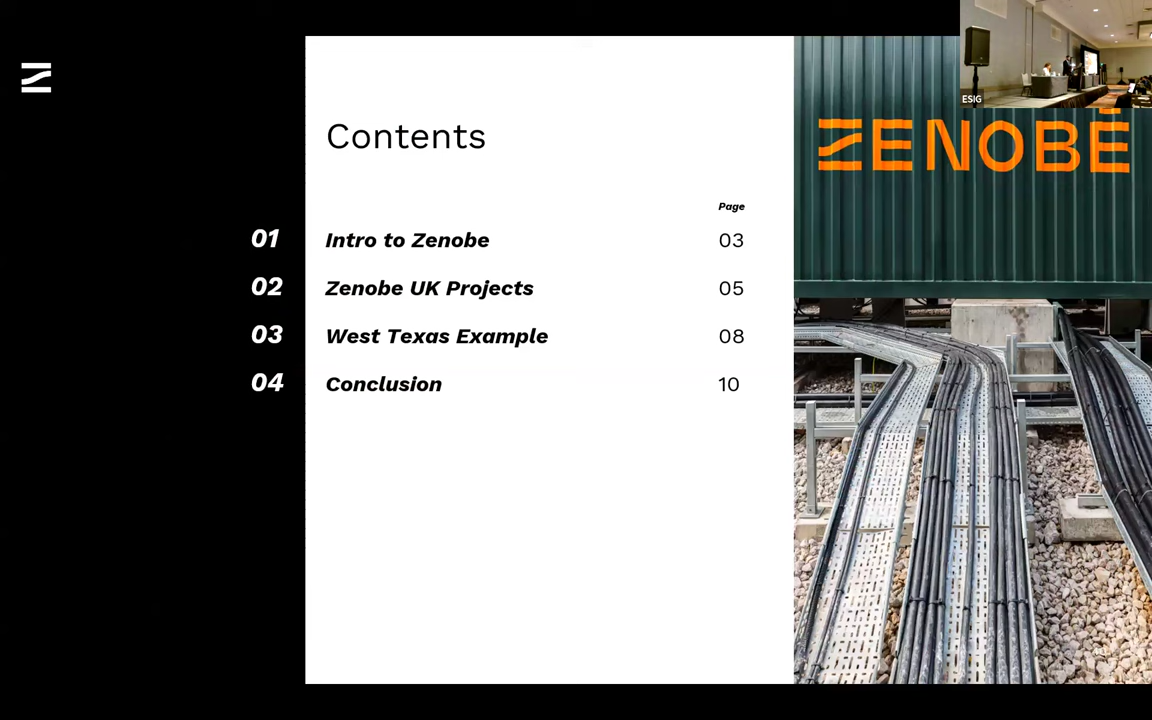 Contents
Page
01 Intro to Zenobe 03
02 Zenobe UK Projects 05
03 West Texas Example 08
04 Conclusion 10
ESIG
ZENOBĒ